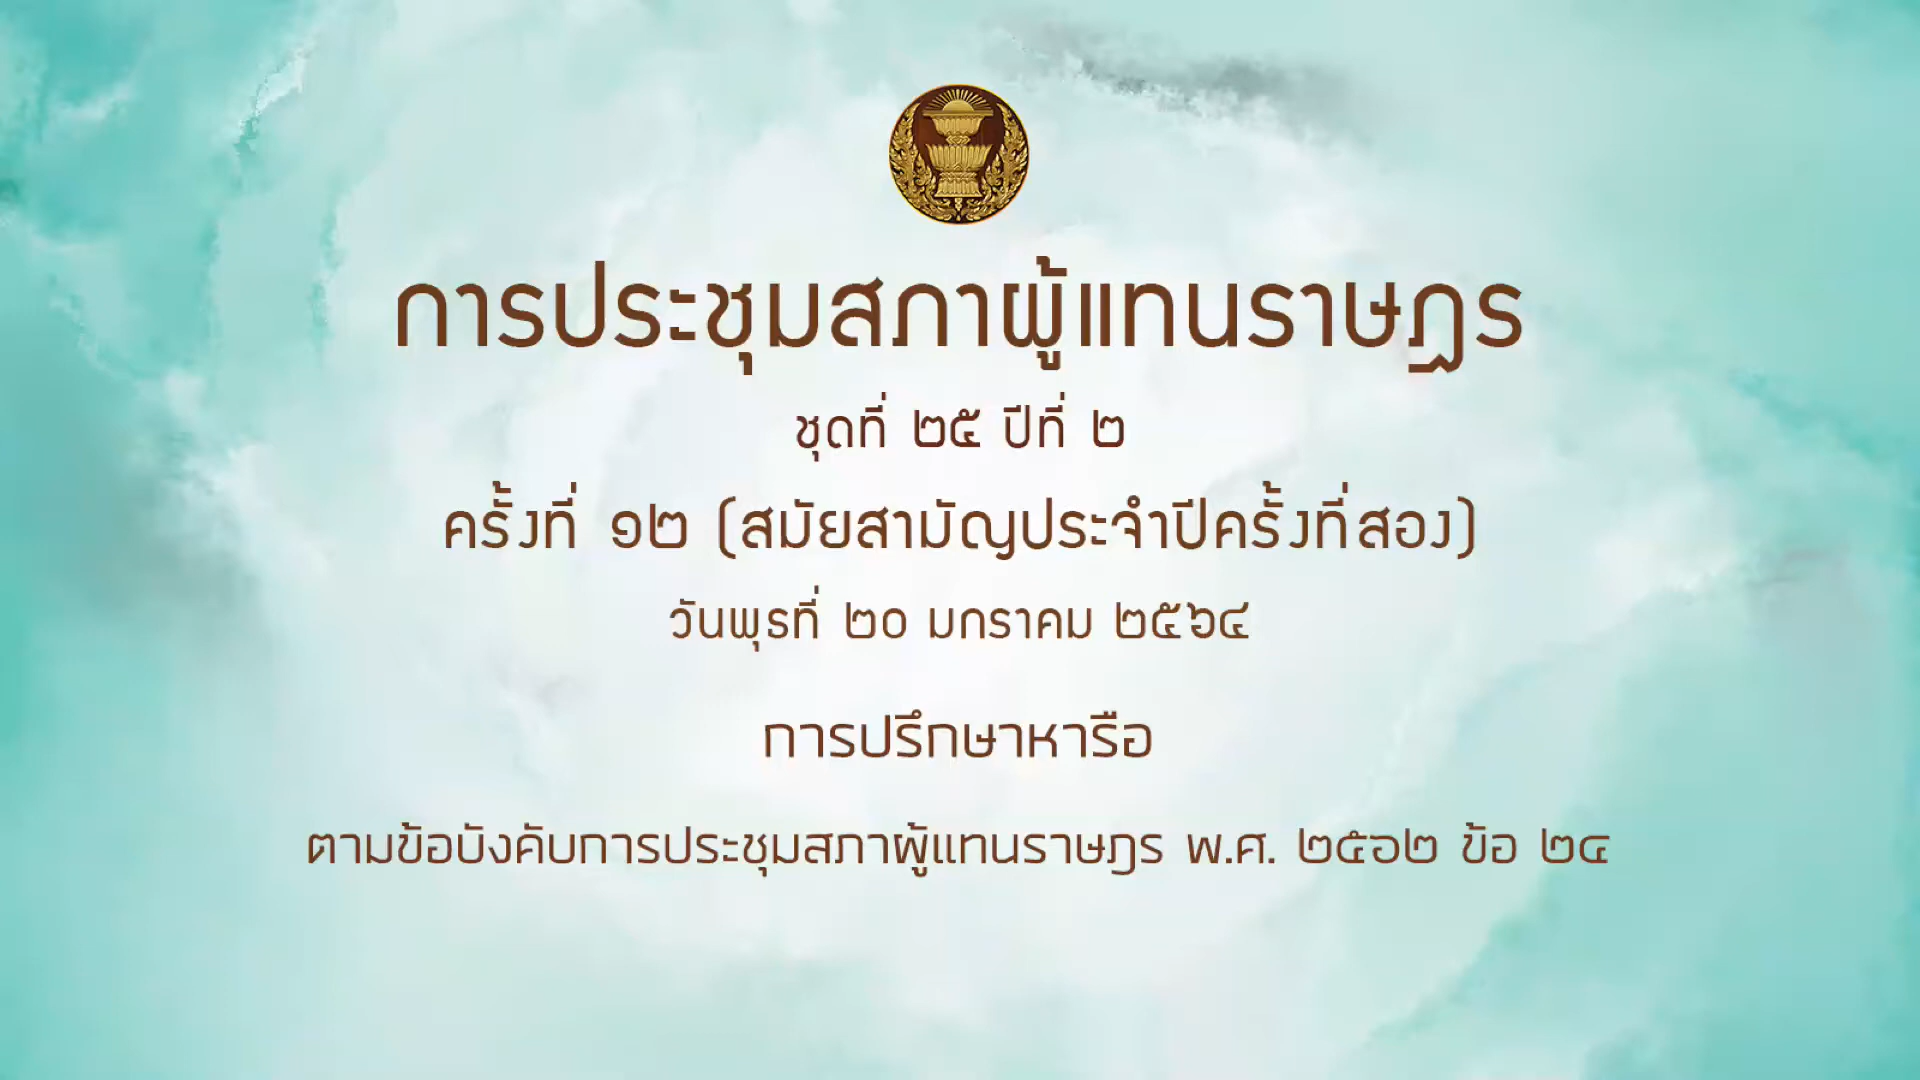 การประชุมสภาผู้แทนราษฎร
ชุดที่ ๒๕ ปีที่ ๒
ครั้งที่ ๑๒ (สมัยสามัญประจำปีครั้งที่สอง)
วันพุธที่ ๒๐ มกราคม ๒๕๖๔
การปรึกษาหารือ
ตามข้อบังคับการประชุมสภาผู้แทนราษฎร พ.ศ. ๒๕๖๒ ข้อ ๒๔